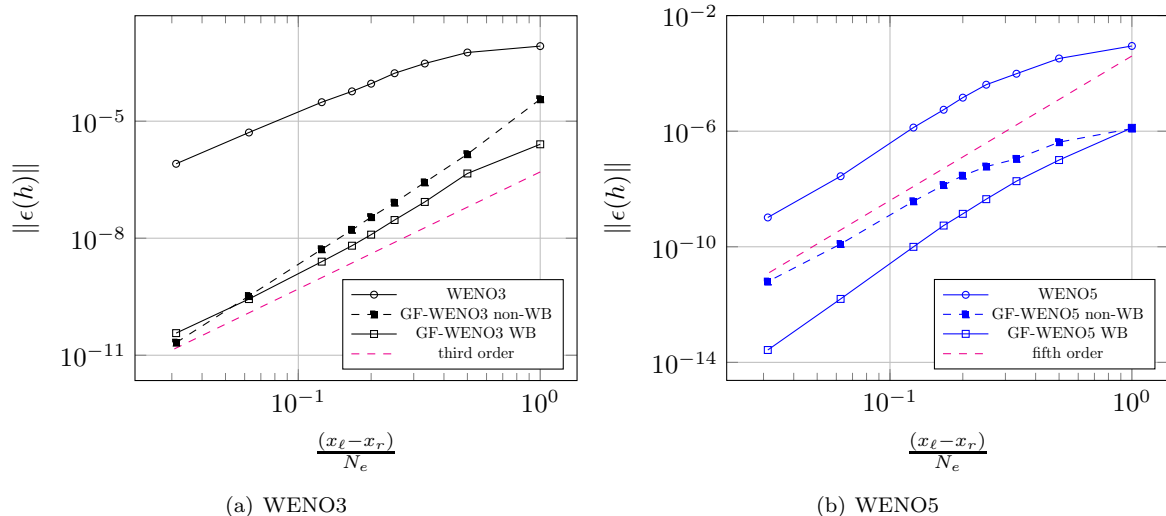 10^{-5}
10^{-8}
10^{-11}
||ϵ(h)||
10^{-1}
10^{0}
\frac{(x_ℓ−x_r)}{N_e}
WENO3
GF-WENO3 non-WB
GF-WENO3 WB
third order
(a) WENO3
10^{-2}
10^{-6}
10^{-10}
10^{-14}
||ϵ(h)||
10^{-1}
10^{0}
\frac{(x_ℓ−x_r)}{N_e}
WENO5
GF-WENO5 non-WB
GF-WENO5 WB
fifth order
(b) WENO5